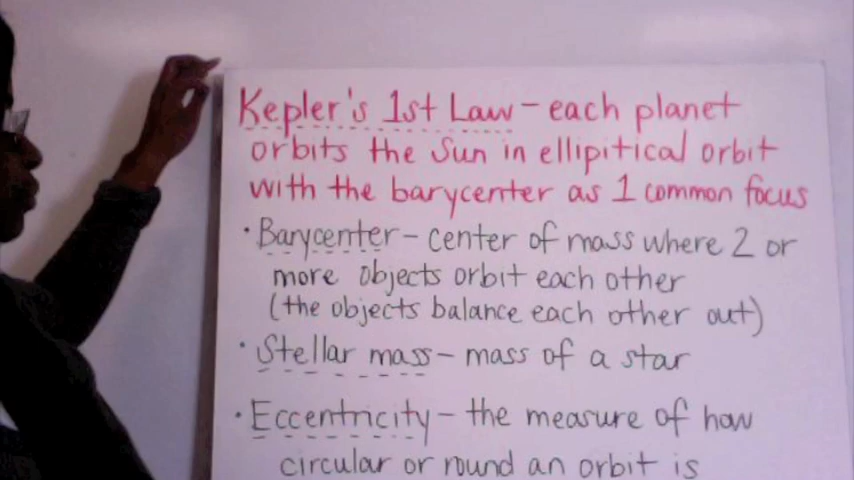 Kepler's 1st Law - each planet
orbits the Sun in ellipitical orbit
with the barycenter as 1 common focus
• Barycenter - center of mass where 2 or
more objects orbit each other
(the objects balance each other out)
• Stellar mass - mass of a star
• Eccentricity - the measure of how
circular or round an orbit is